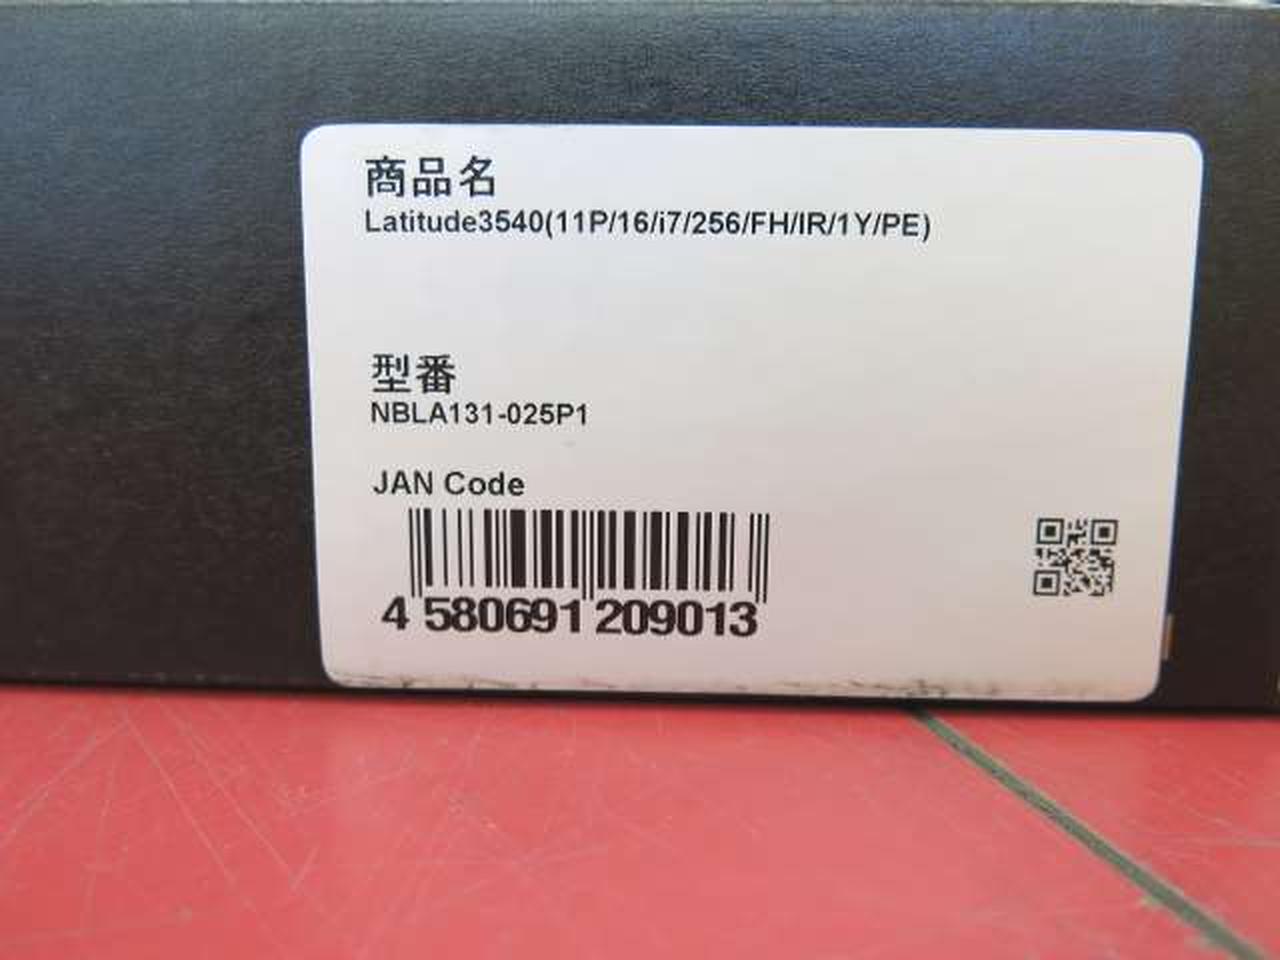 商品名
Latitude3540(11P/16/i7/256/FH/IR/1Y/PE)
型番
NBLA131-025P1
JAN Code
4 580691 209013